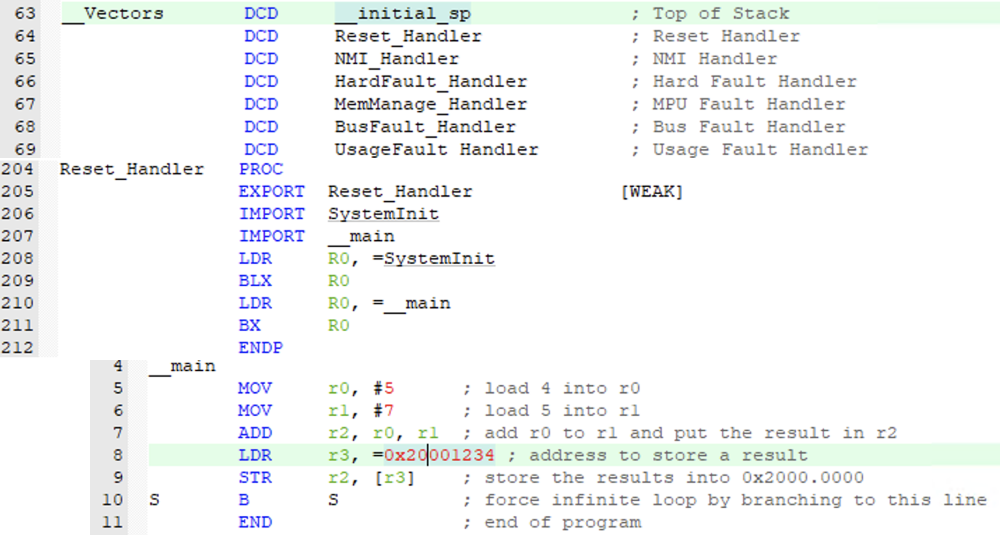 63 __Vectors DCD __initial_sp ; Top of Stack
64 DCD Reset_Handler ; Reset Handler
65 DCD NMI_Handler ; NMI Handler
66 DCD HardFault_Handler ; Hard Fault Handler
67 DCD MemManage_Handler ; MPU Fault Handler
68 DCD BusFault_Handler ; Bus Fault Handler
69 DCD UsageFault Handler ; Usage Fault Handler
204 Reset_Handler PROC
205 EXPORT Reset_Handler [WEAK]
206 IMPORT SystemInit
207 IMPORT __main
208 LDR R0, =SystemInit
209 BLX R0
210 LDR R0, =__main
211 BX R0
212 ENDP
4 __main
5 MOV r0, #5 ; load 4 into r0
6 MOV r1, #7 ; load 5 into r1
7 ADD r2, r0, r1 ; add r0 to r1 and put the result in r2
8 LDR r3, =0x20001234 ; address to store a result
9 STR r2, [r3] ; store the results into 0x2000.0000
10 S B S ; force infinite loop by branching to this line
11 END ; end of program